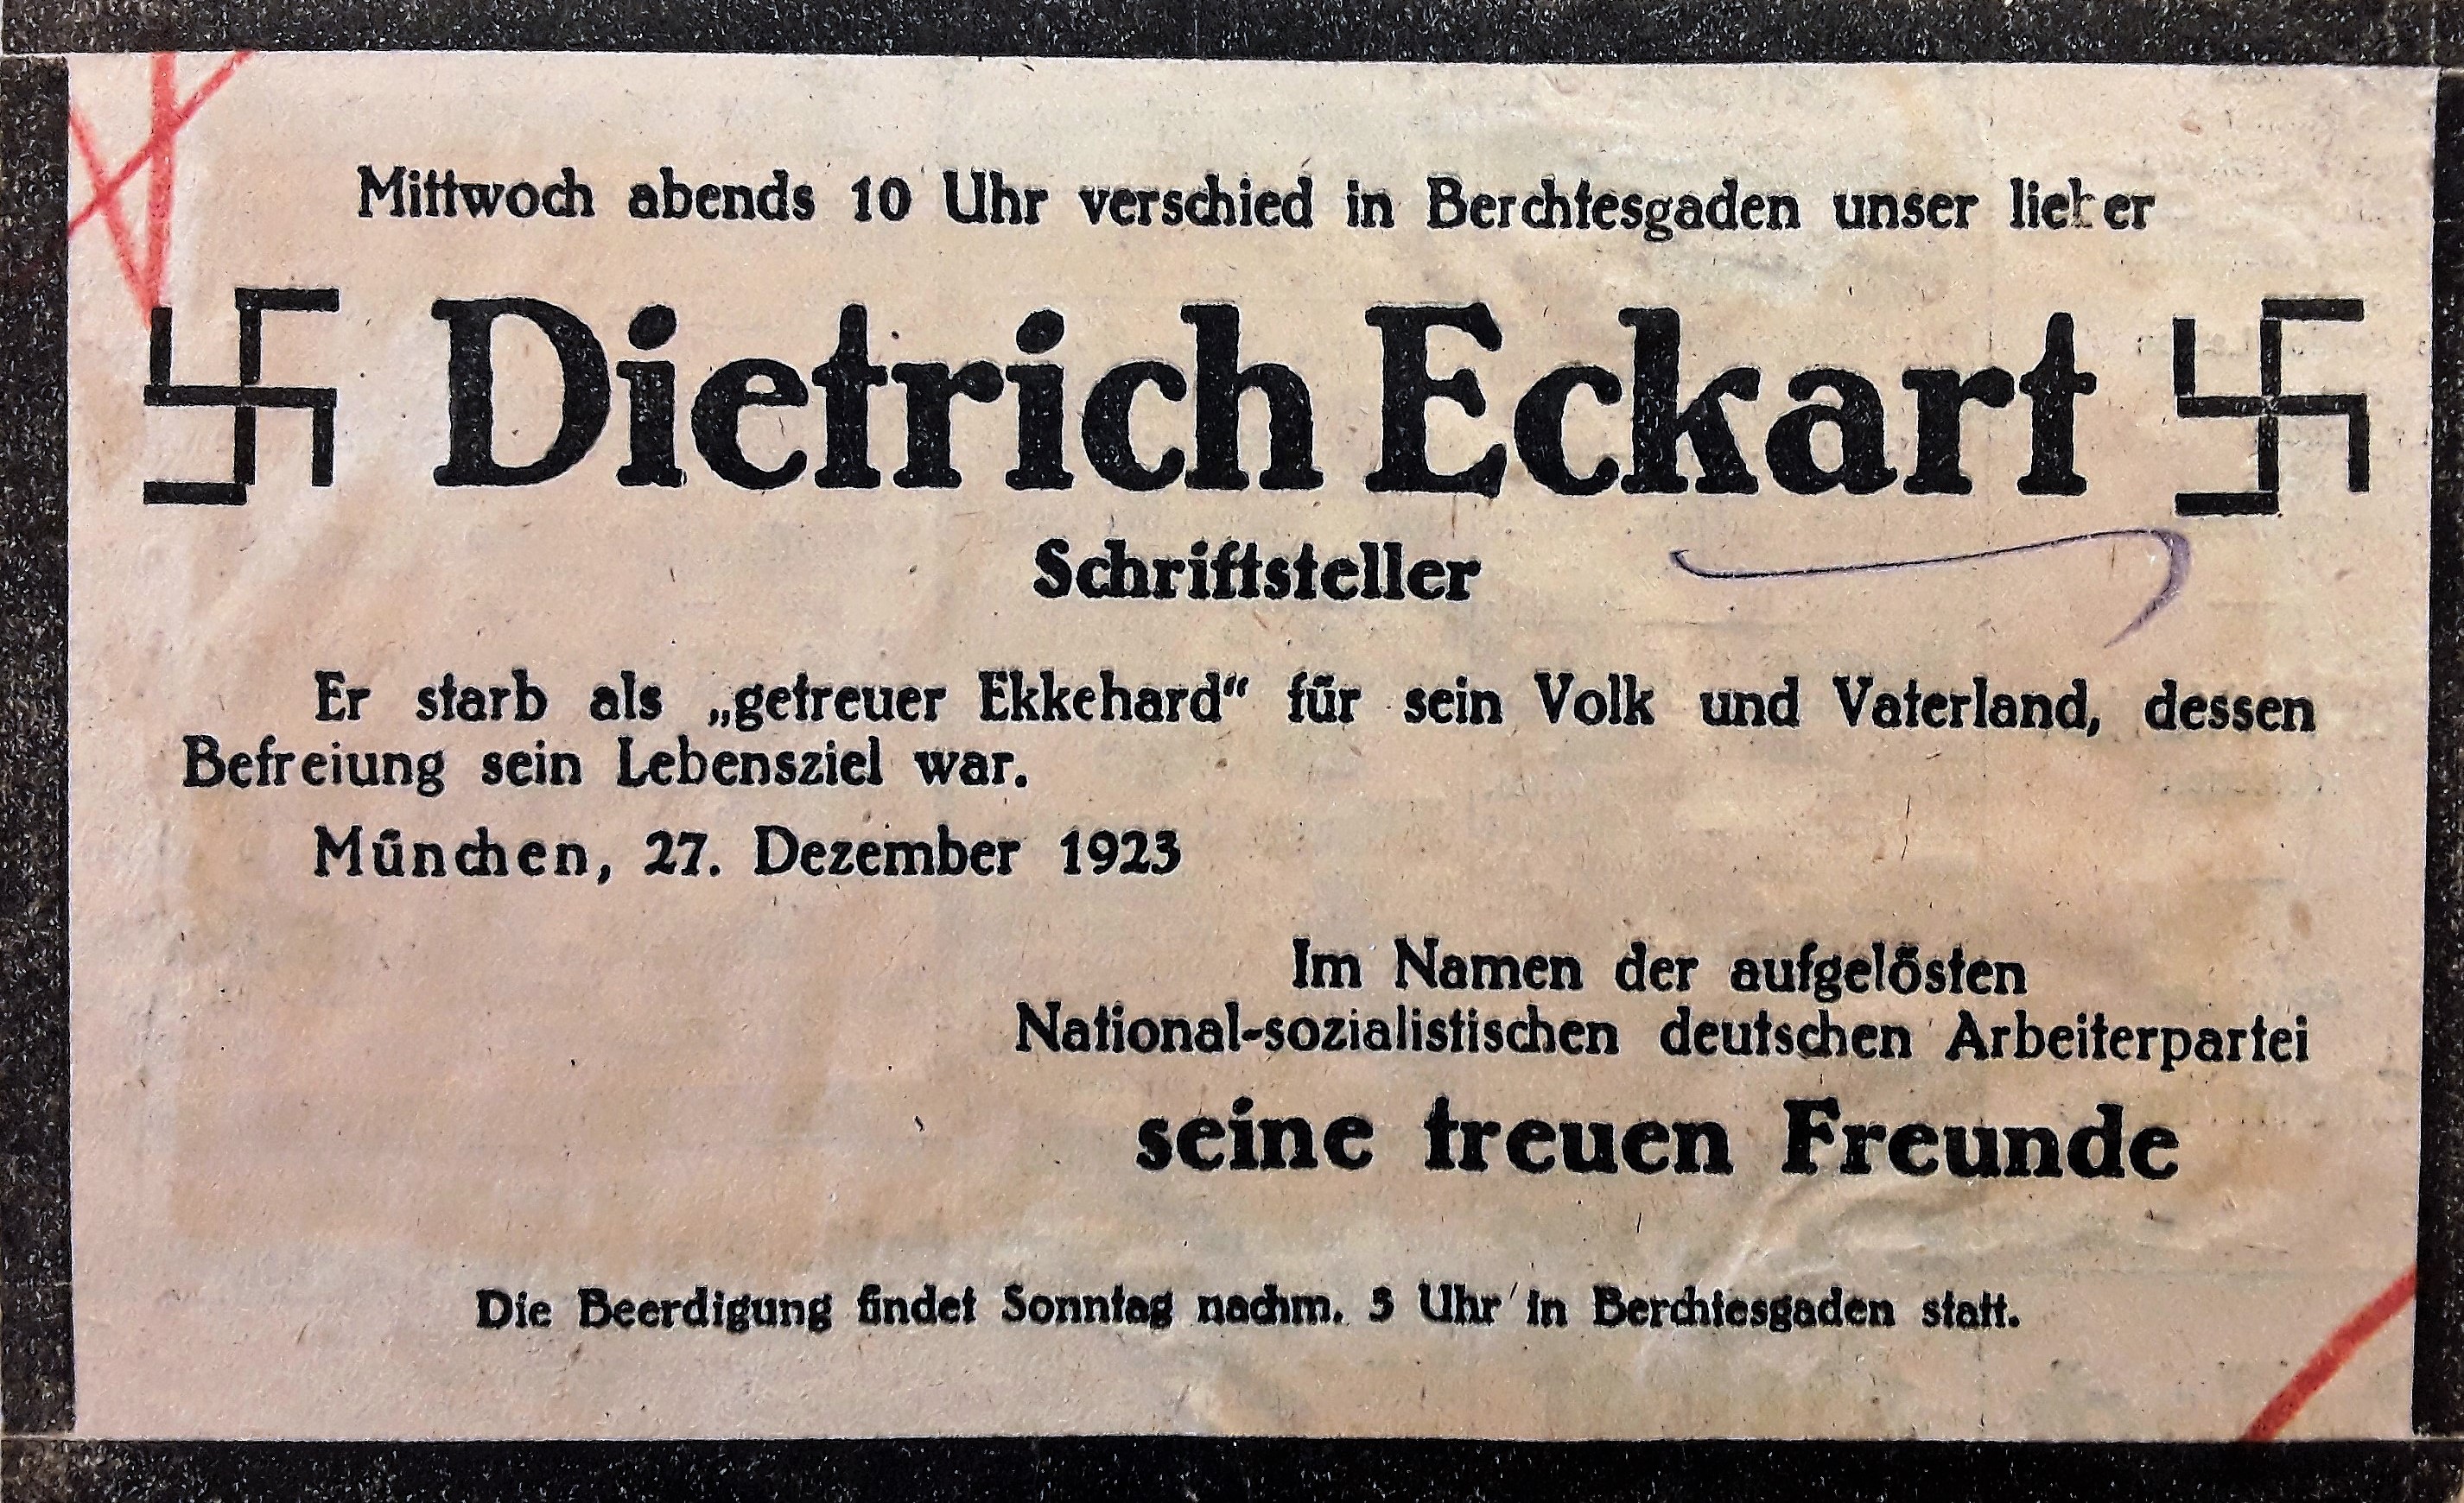 Mittwoch abends 10 Uhr verschied in Berchtesgaden unser lieber
Dietrich Eckart
Schriftsteller
Er starb als „getreuer Ekkehard“ für sein Volk und Vaterland, dessen
Befreiung sein Lebensziel war.
München, 27. Dezember 1923
Im Namen der aufgelösten
National-sozialistischen deutschen Arbeiterpartei
seine treuen Freunde
Die Beerdigung findet Sonntag nachm. 3 Uhr in Berchtesgaden statt.